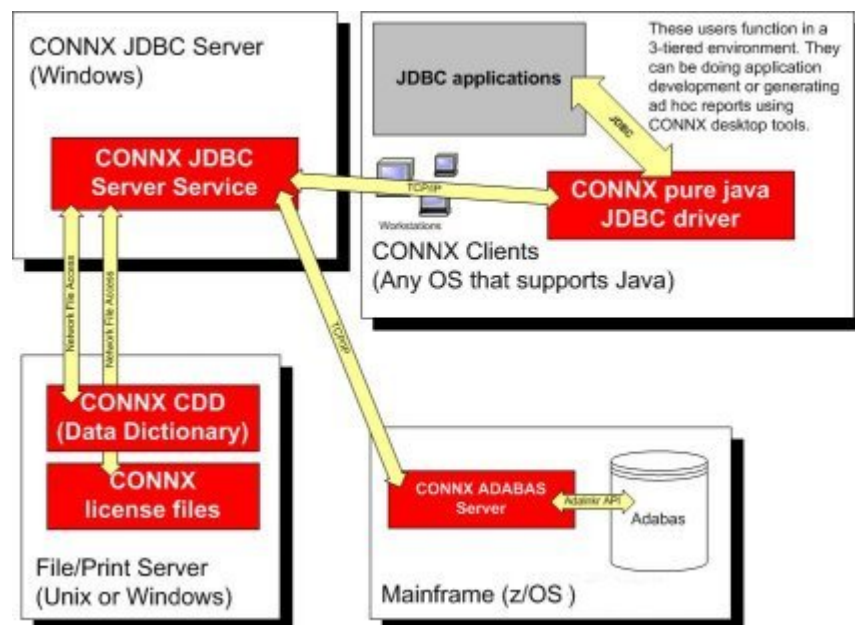 CONNX JDBC Server
(Windows)
CONNX JDBC
Server Service
JDBC applications
These users function in a
3-tiered environment. They
can be doing application
development or generating
ad hoc reports using
CONNX desktop tools.
JDBC
TCP/IP
Workstations
CONNX pure java
JDBC driver
CONNX Clients
(Any OS that supports Java)
Network File Access
Network File Access
TCP/IP
CONNX CDD
(Data Dictionary)
CONNX
license files
File/Print Server
(Unix or Windows)
CONNX ADABAS
Server
Adalnkr API
Adabas
Mainframe (z/OS )